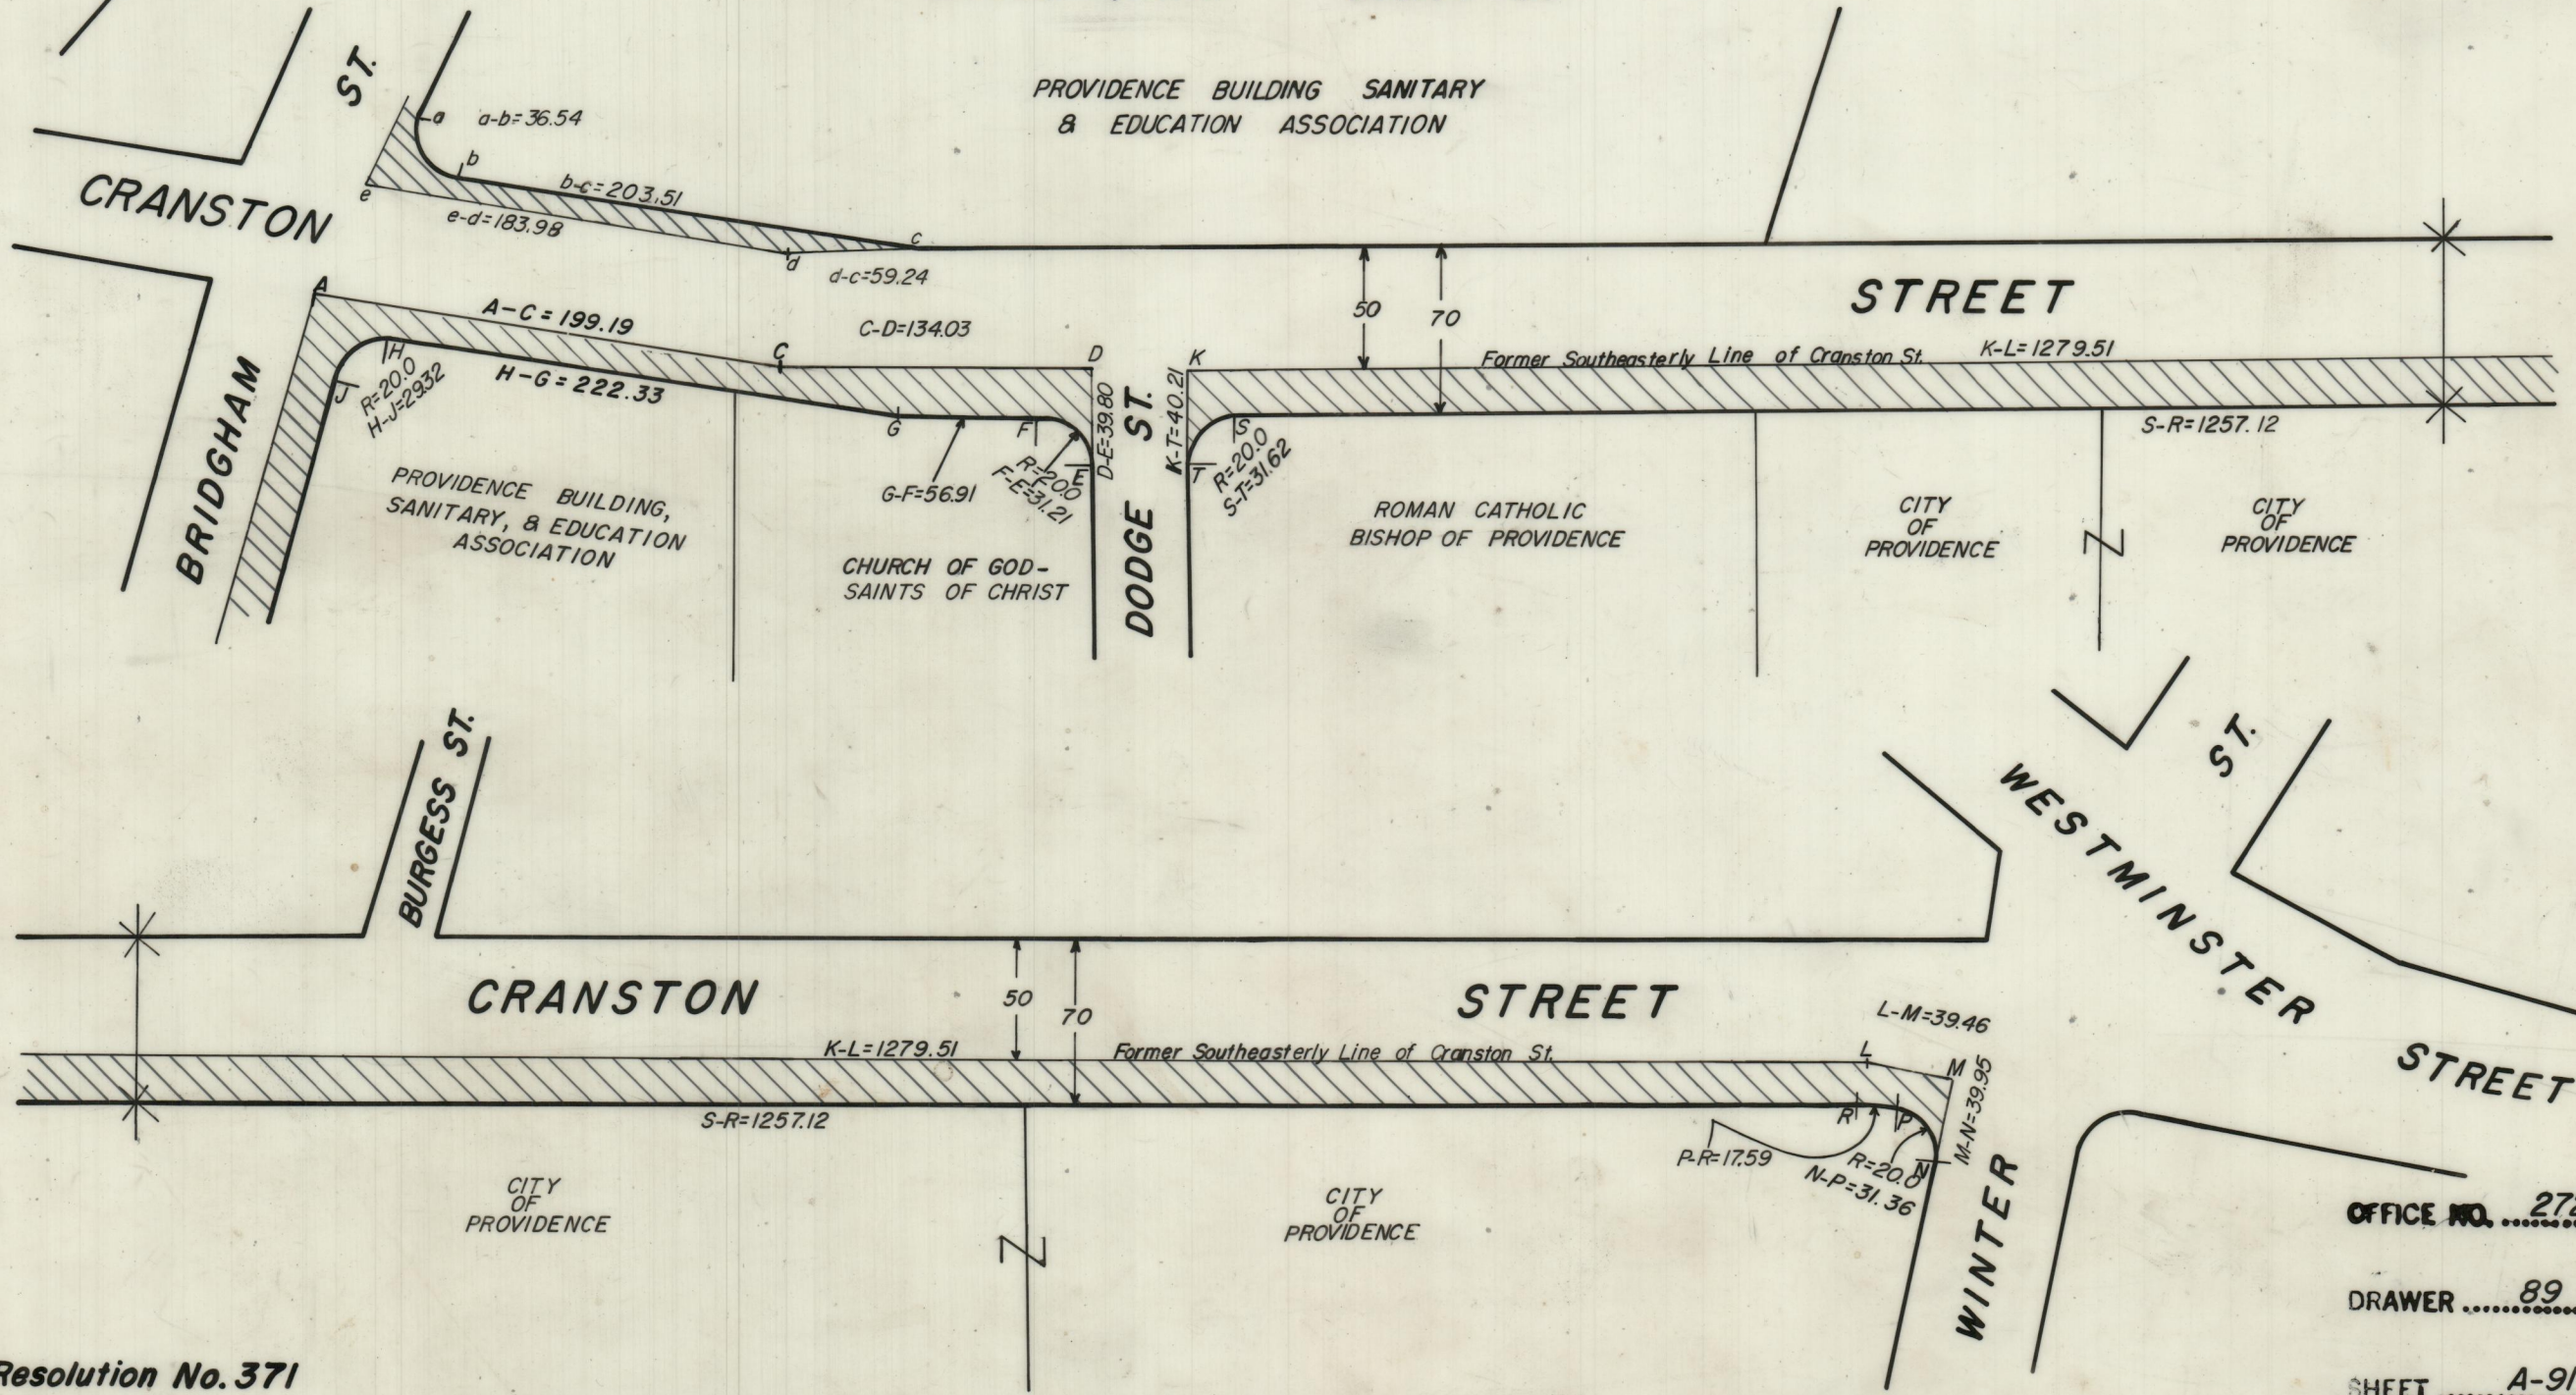 ST.
a
a-b=36.54
b
PROVIDENCE BUILDING SANITARY
& EDUCATION ASSOCIATION
CRANSTON
e
b-c=203.51
e-d=183.98
c
d
d-c=59.24
STREET
50
70
A
A-C=199.19
C-D=134.03
C
D
K
Former Southeasterly Line of Cranston St.
K-L=1279.51
H
J
R=20.0
H-J=29.32
H-G=222.33
G
F
E
D-E=39.80
K-T=40.21
S
T
R=20.0
S-T=31.62
S-R=1257.12
BRIDGHAM
G-F=56.91
R=20.0
F-E=31.21
DODGE ST.
PROVIDENCE BUILDING,
SANITARY, & EDUCATION
ASSOCIATION
CHURCH OF GOD-
SAINTS OF CHRIST
ROMAN CATHOLIC
BISHOP OF PROVIDENCE
CITY
OF
PROVIDENCE
CITY
OF
PROVIDENCE
BURGESS ST.
ST.
WESTMINSTER
STREET
CRANSTON
50
70
STREET
L-M=39.46
K-L=1279.51
Former Southeasterly Line of Cranston St.
L
M
M-N=39.95
S-R=1257.12
R
P
N
P-R=17.59
R=20.0
N-P=31.36
WINTER
CITY
OF
PROVIDENCE
CITY
OF
PROVIDENCE
OFFICE NO.
DRAWER 89
SHEET A-91
Resolution No. 371